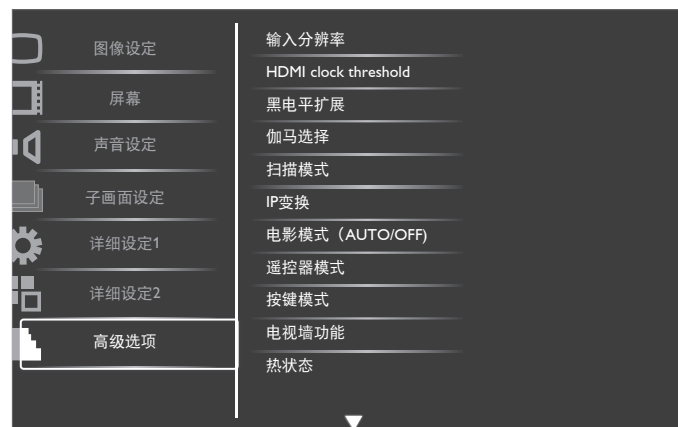 图像设定
屏幕
声音设定
子画面设定
详细设定1
详细设定2
高级选项
输入分辨率
HDMI clock threshold
黑电平扩展
伽马选择
扫描模式
IP变换
电影模式（AUTO/OFF)
遥控器模式
按键模式
电视墙功能
热状态